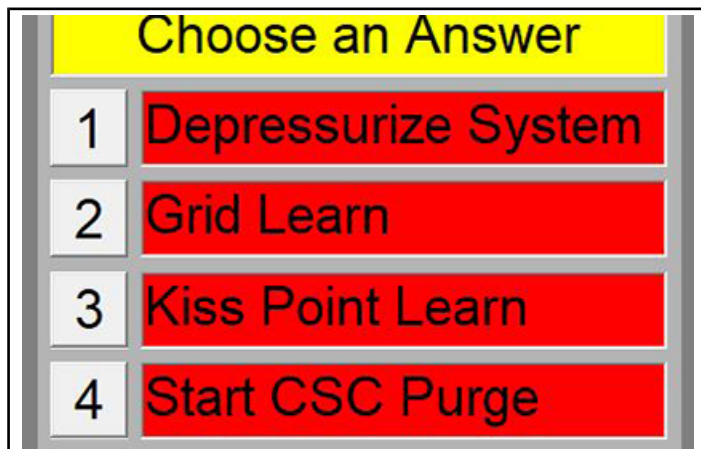 Choose an Answer
1 Depressurize System
2 Grid Learn
3 Kiss Point Learn
4 Start CSC Purge